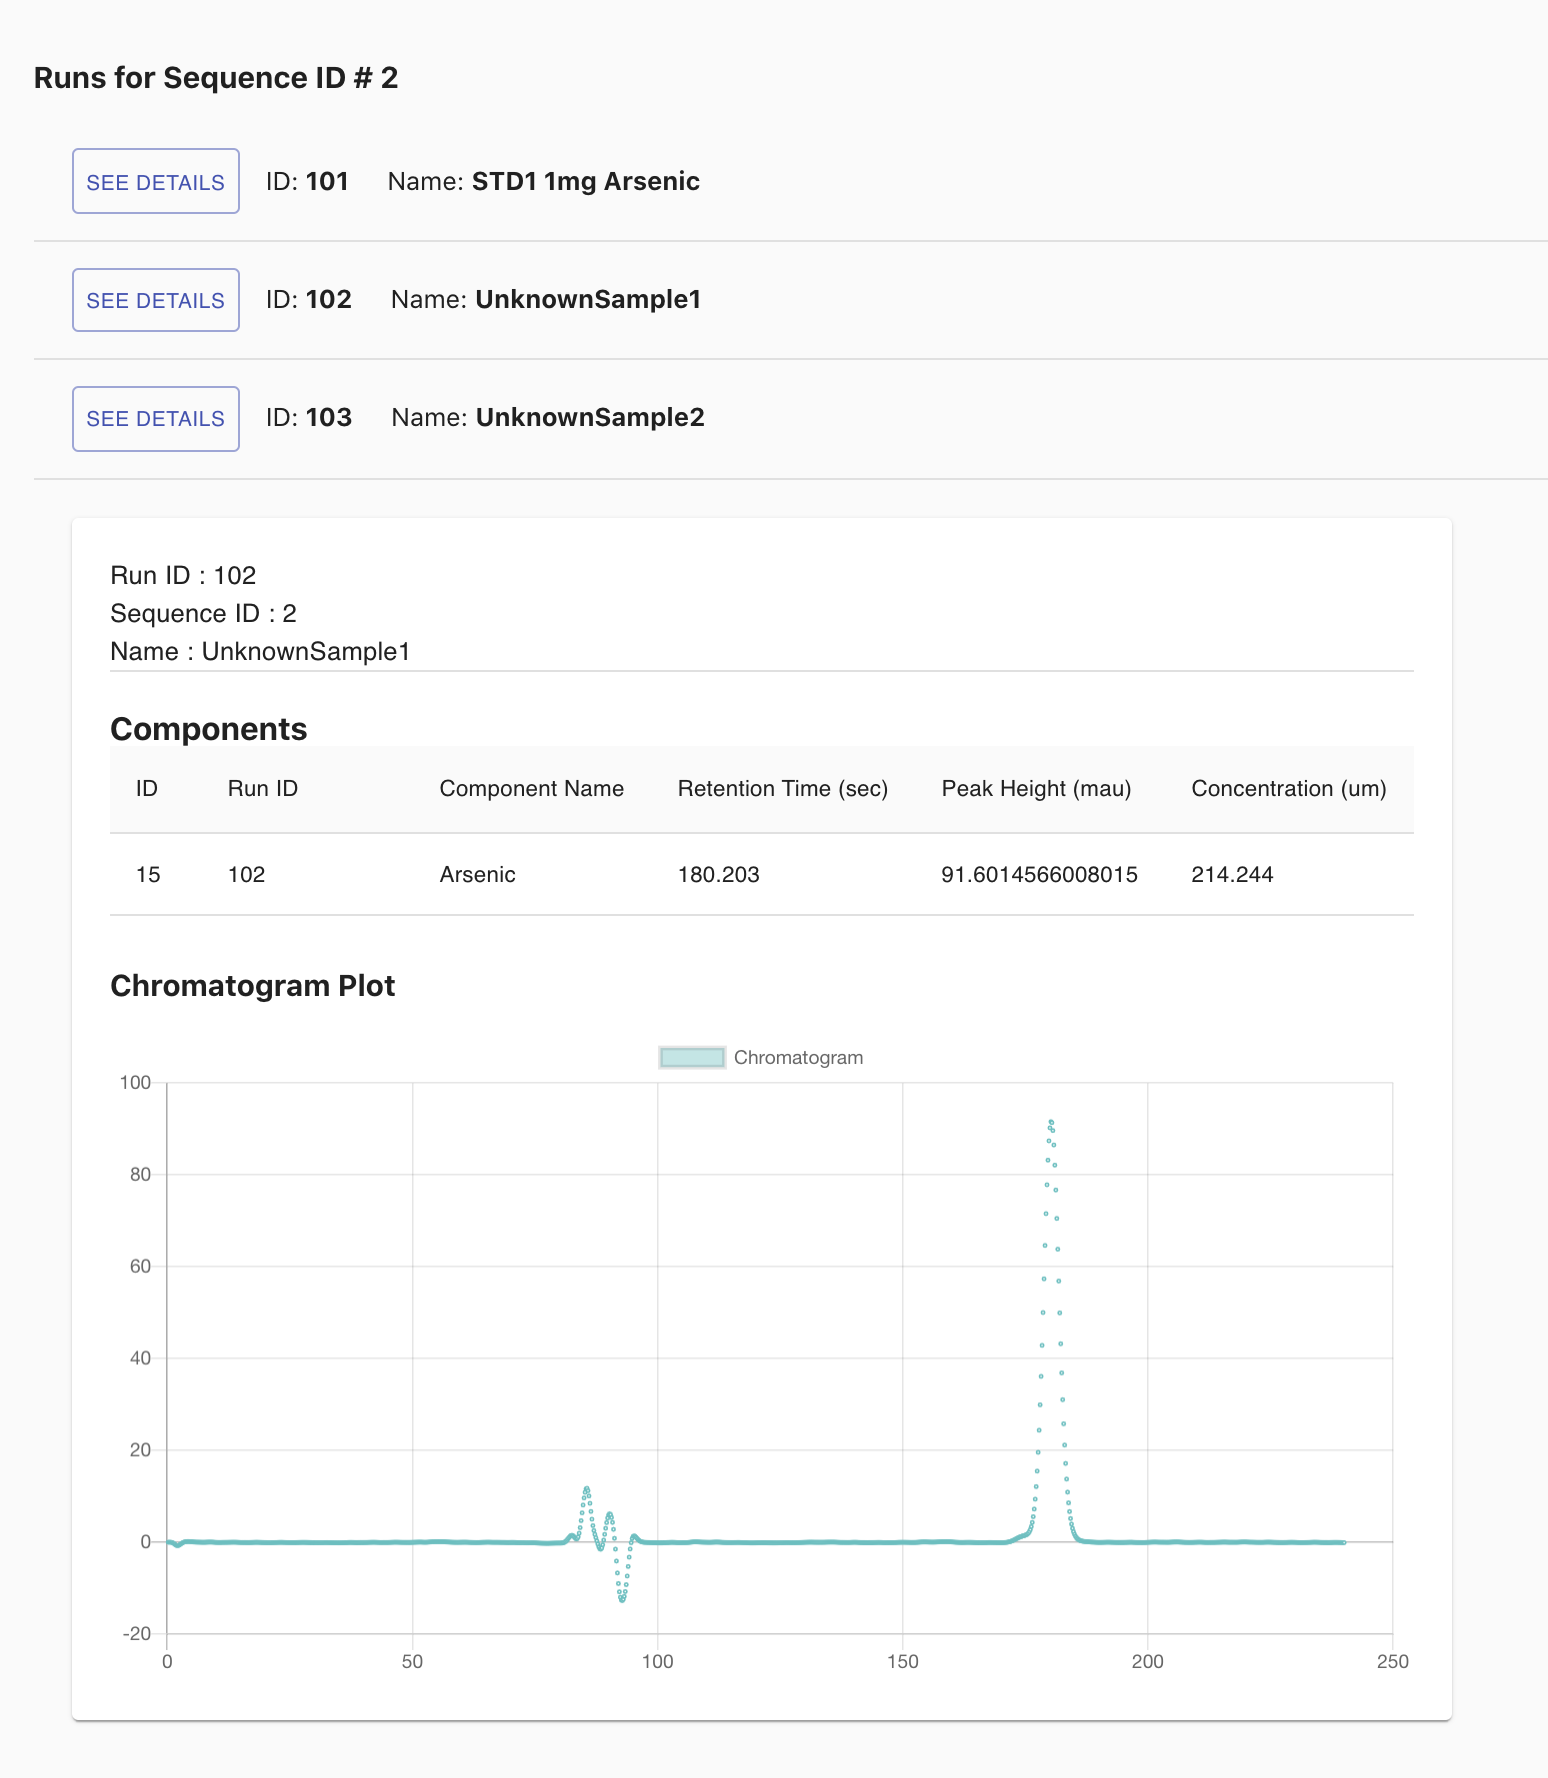 Runs for Sequence ID # 2
SEE DETAILS ID: 101 Name: STD1 1mg Arsenic
SEE DETAILS ID: 102 Name: UnknownSample1
SEE DETAILS ID: 103 Name: UnknownSample2
Run ID : 102
Sequence ID : 2
Name : UnknownSample1
Components
ID Run ID Component Name Retention Time (sec) Peak Height (mau) Concentration (um)
15 102 Arsenic 180.203 91.6014566008015 214.244
Chromatogram Plot
Chromatogram
100
80
60
40
20
0
-20
0 50 100 150 200 250